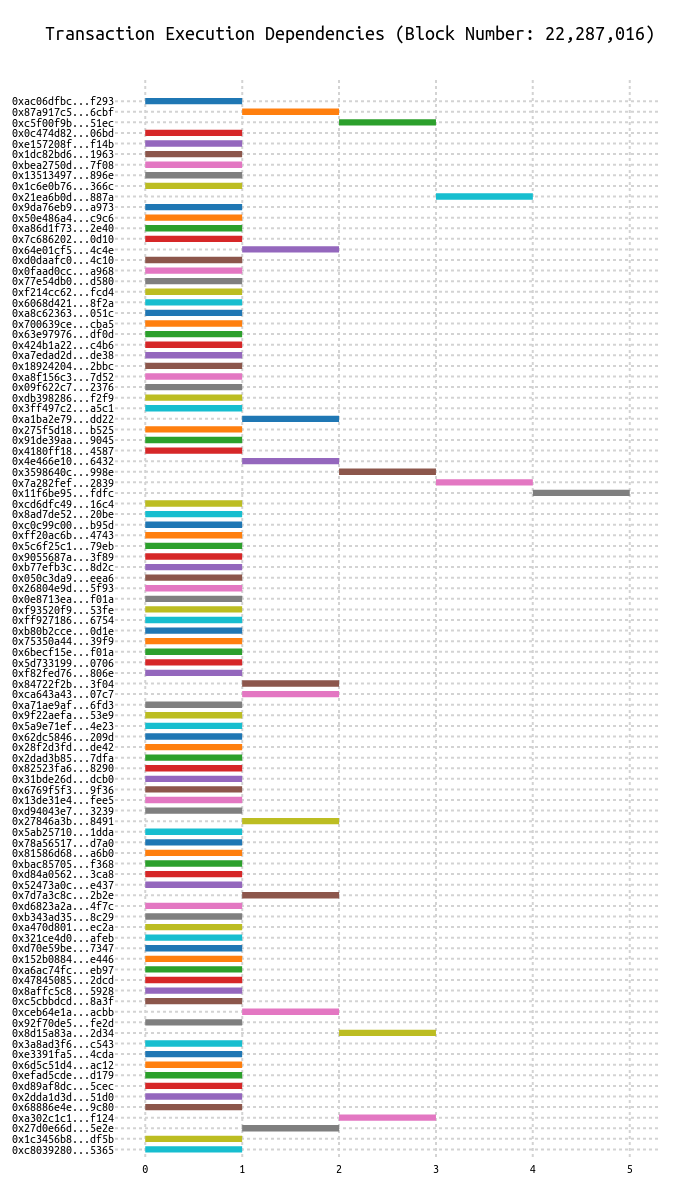 Transaction Execution Dependencies (Block Number: 22,287,016)
0xac06dfbc...f293
0x87a917c5...6cbf
0xc5f00f9b...51ec
0x0c474d82...06bd
0xe157208f...f14b
0x1dc82bd6...1963
0xbea2750d...7f08
0x13513497...896e
0x1c6e0b76...366c
0x21ea6b0d...887a
0x9da76eb9...a973
0x50e486a4...c9c6
0xa86d1f73...2e40
0x7c686202...0d10
0x64e01cf5...4c4e
0xd0daafc0...4c10
0x0faad0cc...a968
0x77e54db0...d580
0xf214cc62...fcd4
0x6068d421...8f2a
0xa8c62363...051c
0x700639ce...cba5
0x63e97976...df0d
0x424b1a22...c4b6
0xa7edad2d...de38
0x18924204...2bbc
0xa8f156c3...7d52
0x09f622c7...2376
0xdb398286...f2f9
0x3ff497c2...a5c1
0xa1ba2e79...dd22
0x275f5d18...b525
0x91de39aa...9045
0x4180ff18...4587
0x4e466e10...6432
0x3598640c...998e
0x7a282fef...2839
0x11f6be95...fdfc
0xcd6dfc49...16c4
0x8ad7de52...20be
0xc0c99c00...b95d
0xff20ac6b...4743
0x5c6f25c1...79eb
0x9055687a...3f89
0xb77efb3c...8d2c
0x050c3da9...eea6
0x26804e9d...5f93
0x0e8713ea...f01a
0xf93520f9...53fe
0xff927186...6754
0xb80b2cce...0d1e
0x75350a44...39f9
0x6becf15e...f01a
0x5d733199...0706
0xf82fed76...806e
0x84722f2b...3f04
0xca643a43...07c7
0xa71ae9af...6fd3
0x9f22aefa...53e9
0x5a9e71ef...4e23
0x62dc5846...209d
0x28f2d3fd...de42
0x2dad3b85...7dfa
0x82523fa6...8290
0x31bde26d...dcb0
0x6769f5f3...9f36
0x13de31e4...fee5
0xd94043e7...3239
0x27846a3b...8491
0x5ab25710...1dda
0x78a56517...d7a0
0x81586d68...a6b0
0xbac85705...f368
0xd84a0562...3ca8
0x52473a0c...e437
0x7d7a3c8c...2b2e
0xd6823a2a...4f7c
0xb343ad35...8c29
0xa470d801...ec2a
0x321ce4d0...afeb
0xd70e59be...7347
0x152b0884...e446
0xa6ac74fc...eb97
0x47845085...2dcd
0x8affc5c8...5928
0xc5cbbdcd...8a3f
0xceb64e1a...acbb
0x92f70de5...fe2d
0x8d15a83a...2d34
0x3a8ad3f6...c543
0xe3391fa5...4cda
0x6d5c51d4...ac12
0xefad5cde...d179
0xd89af8dc...5cec
0x2dda1d3d...51d0
0x68886e4e...9c80
0xa302c1c1...f124
0x27d0e66d...5e2e
0x1c3456b8...df5b
0xc8039280...5365
0 1 2 3 4 5